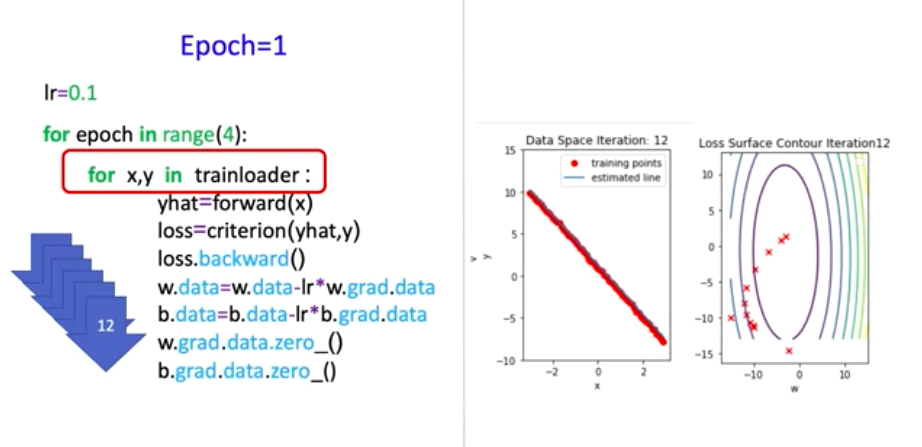 Epoch=1
lr=0.1
for epoch in range(4):
for x,y in trainloader :
yhat=forward(x)
loss=criterion(yhat,y)
loss.backward()
w.data=w.data-lr*w.grad.data
b.data=b.data-lr*b.grad.data
w.grad.data.zero_()
b.grad.data.zero_()
12
Data Space Iteration: 12
training points
estimated line
15
10
5
0
−5
−10
v
y
−2
0
2
x
Loss Surface Contour Iteration12
10
5
0
−5
−10
−15
−10
0
10
w